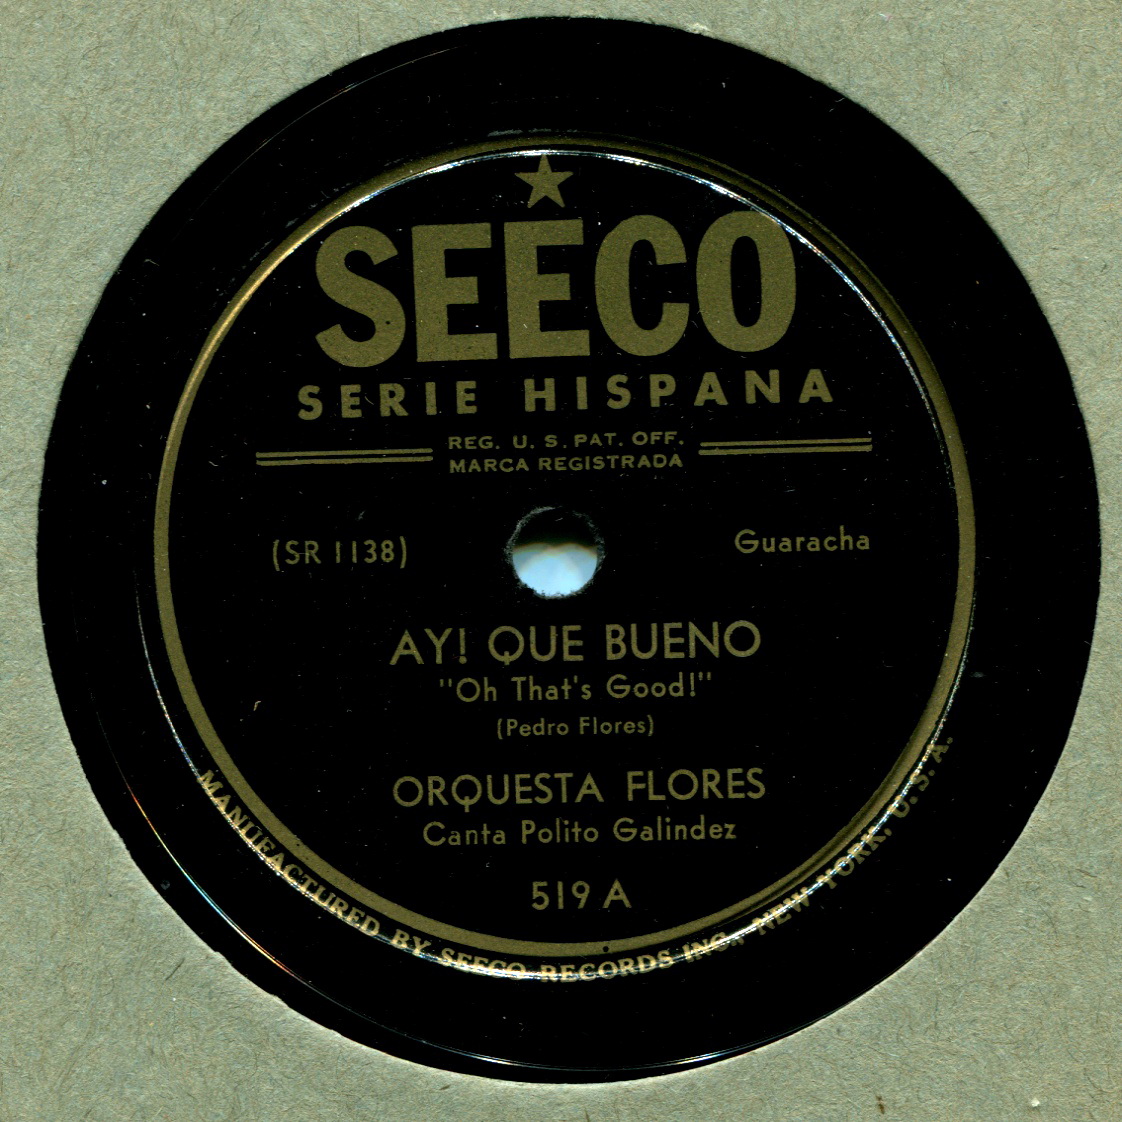 SEECO
SERIE HISPANA
REG. U. S. PAT. OFF.
MARCA REGISTRADA
(SR 1138)
Guaracha
AY! QUE BUENO
"Oh That's Good!"
(Pedro Flores)
ORQUESTA FLORES
Canta Polito Galindez
519 A
MANUFACTURED BY SEECO RECORDS INC., NEW YORK, U. S. A.